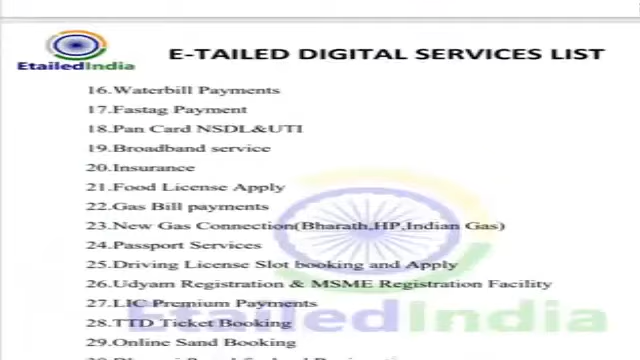 EtailedIndia
E-TAILED DIGITAL SERVICES LIST
16.Waterbill Payments
17.Fastag Payment
18.Pan Card NSDL&UTI
19.Broadband service
20.Insurance
21.Food License Apply
22.Gas Bill payments
23.New Gas Connection(Bharath,HP,Indian Gas)
24.Passport Services
25.Driving License Slot booking and Apply
26.Udyam Registration & MSME Registration Facility
27.LIC Premium Payments
28.TTD Ticket Booking
29.Online Sand Booking
EtailedIndia